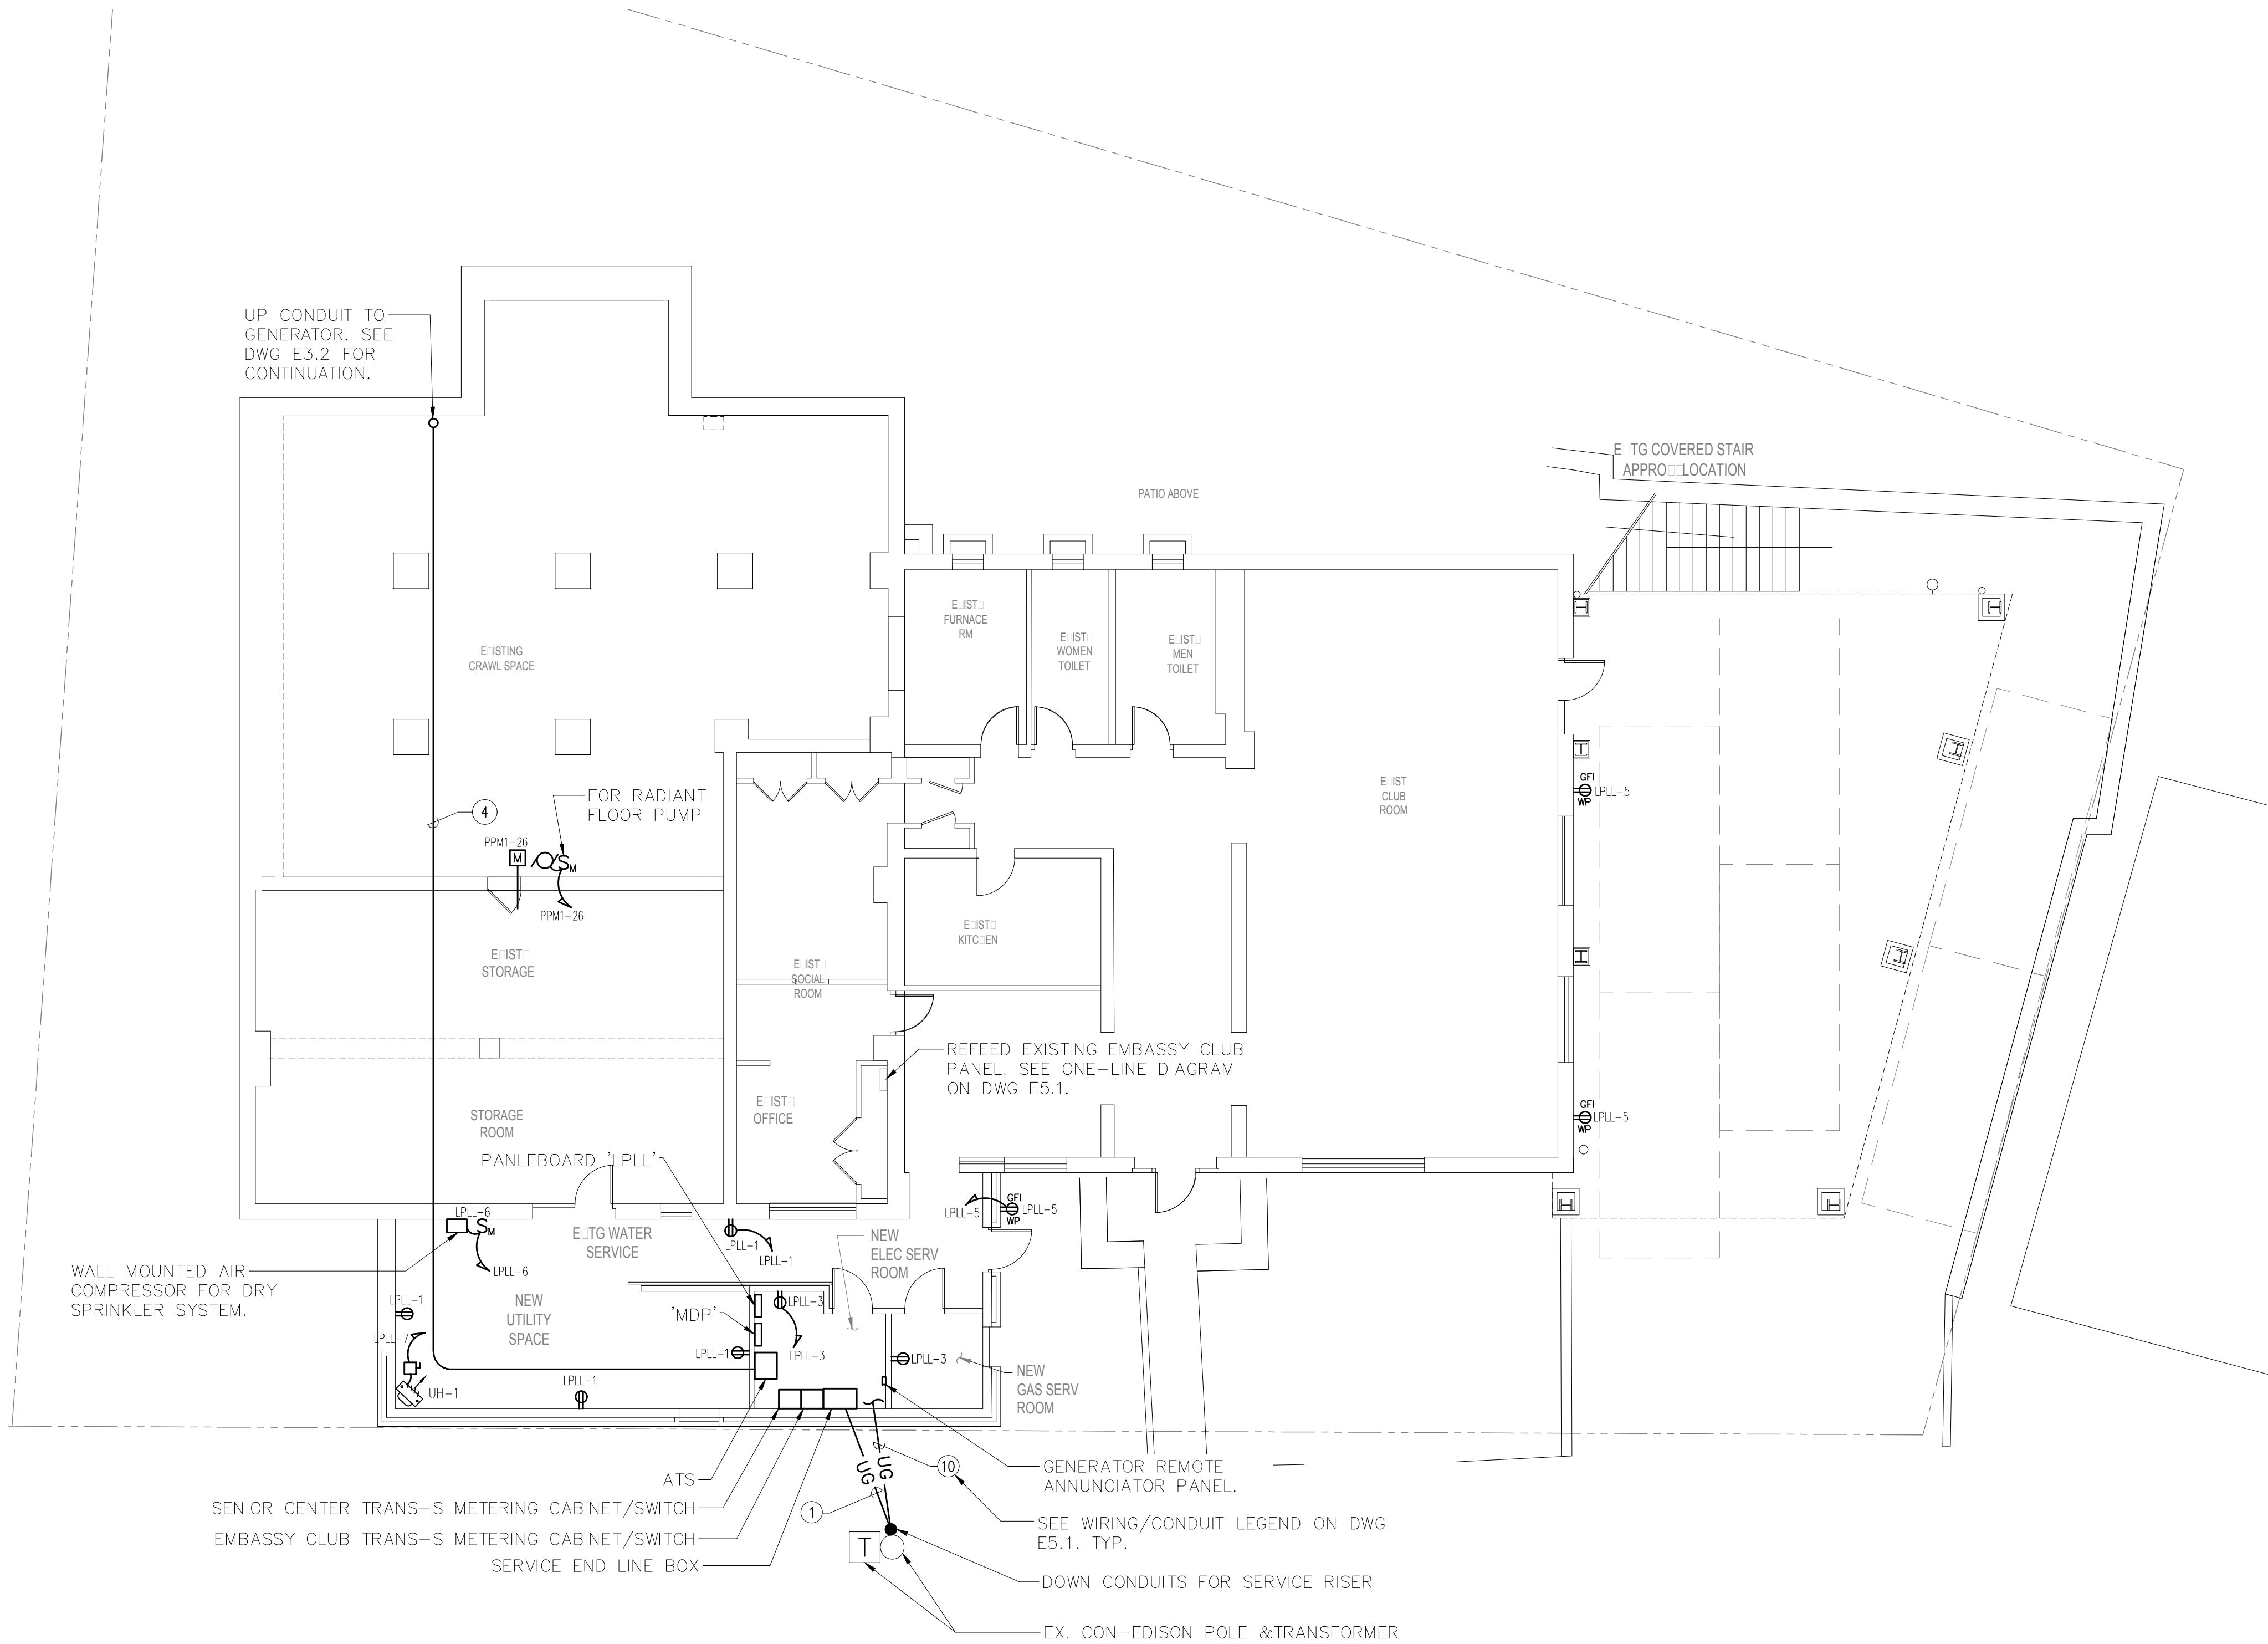 UP CONDUIT TO
GENERATOR. SEE
DWG E3.2 FOR
CONTINUATION.
E□TG COVERED STAIR
APPRO□□LOCATION
PATIO ABOVE
E□IST□
FURNACE
RM
E□IST□
WOMEN
TOILET
E□IST□
MEN
TOILET
E□ISTING
CRAWL SPACE
E□IST
CLUB
ROOM
GFI
LPLL-5
WP
4
FOR RADIANT
FLOOR PUMP
PPM1-26
M
S
M
PPM1-26
E□IST□
STORAGE
E□IST□
KITC□EN
E□IST□
SOCIAL
ROOM
REFEED EXISTING EMBASSY CLUB
PANEL. SEE ONE-LINE DIAGRAM
ON DWG E5.1.
STORAGE
ROOM
E□IST□
OFFICE
GFI
LPLL-5
WP
PANLEBOARD 'LPLL'
LPLL-6
S
M
LPLL-6
E□TG WATER
SERVICE
LPLL-1
LPLL-1
NEW
ELEC SERV
ROOM
LPLL-5
GFI
LPLL-5
WP
WALL MOUNTED AIR
COMPRESSOR FOR DRY
SPRINKLER SYSTEM.
LPLL-1
LPLL-7
UH-1
NEW
UTILITY
SPACE
LPLL-1
'MDP'
LPLL-1
LPLL-3
LPLL-3
LPLL-3
NEW
GAS SERV
ROOM
ATS
SENIOR CENTER TRANS-S METERING CABINET/SWITCH
EMBASSY CLUB TRANS-S METERING CABINET/SWITCH
SERVICE END LINE BOX
UG
UG
10
1
T
GENERATOR REMOTE
ANNUNCIATOR PANEL.
SEE WIRING/CONDUIT LEGEND ON DWG
E5.1. TYP.
DOWN CONDUITS FOR SERVICE RISER
EX. CON-EDISON POLE &TRANSFORMER